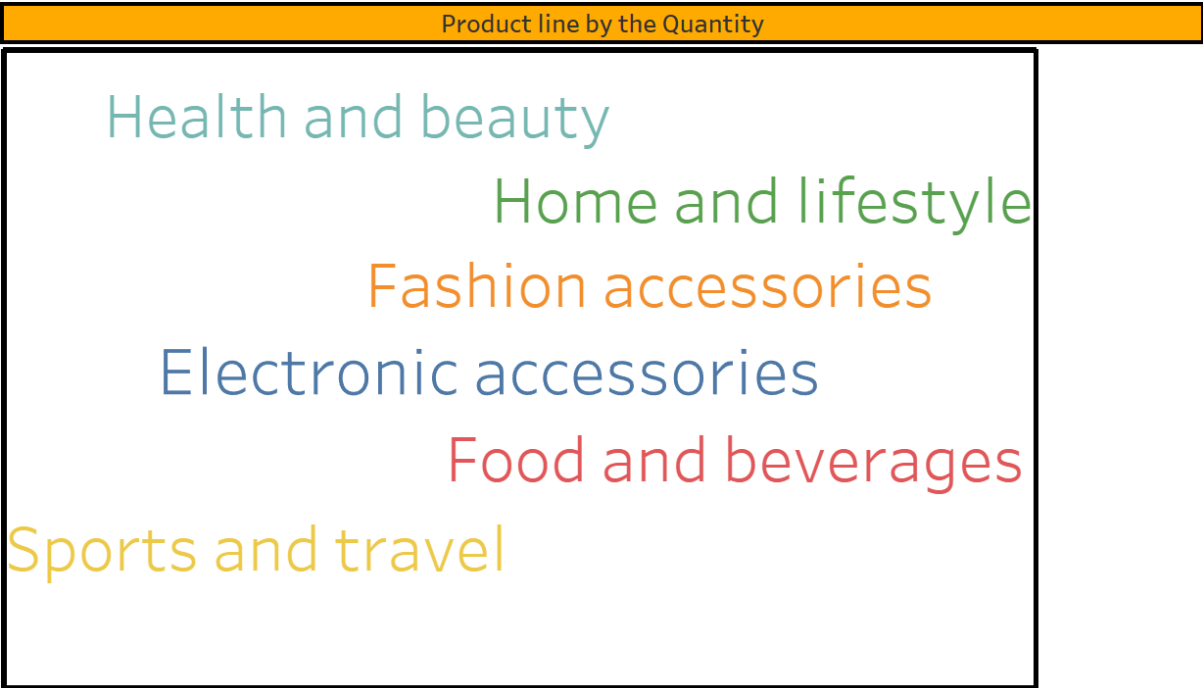 Product line by the Quantity
Health and beauty
Home and lifestyle
Fashion accessories
Electronic accessories
Food and beverages
Sports and travel